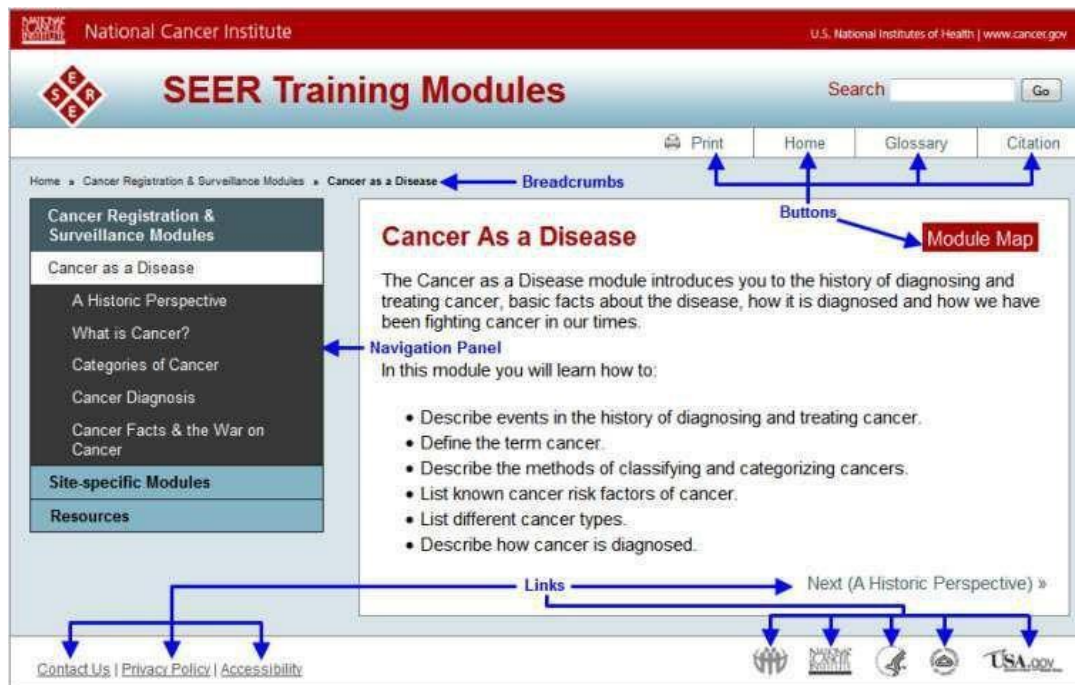 NATIONAL CANCER INSTITUTE
National Cancer Institute
U.S. National Institutes of Health | www.cancer.gov
S E E R
SEER Training Modules
Search
Go
Print
Home
Glossary
Citation
Home » Cancer Registration & Surveillance Modules » Cancer as a Disease
Breadcrumbs
Buttons
Cancer Registration &
Surveillance Modules
Cancer as a Disease
A Historic Perspective
What is Cancer?
Categories of Cancer
Cancer Diagnosis
Cancer Facts & the War on
Cancer
Site-specific Modules
Resources
Navigation Panel
Cancer As a Disease
Module Map
The Cancer as a Disease module introduces you to the history of diagnosing and
treating cancer, basic facts about the disease, how it is diagnosed and how we have
been fighting cancer in our times.
In this module you will learn how to:
• Describe events in the history of diagnosing and treating cancer.
• Define the term cancer.
• Describe the methods of classifying and categorizing cancers.
• List known cancer risk factors of cancer.
• List different cancer types.
• Describe how cancer is diagnosed.
Links
Next (A Historic Perspective) »
Contact Us | Privacy Policy | Accessibility
NATIONAL CANCER INSTITUTE
USA.gov